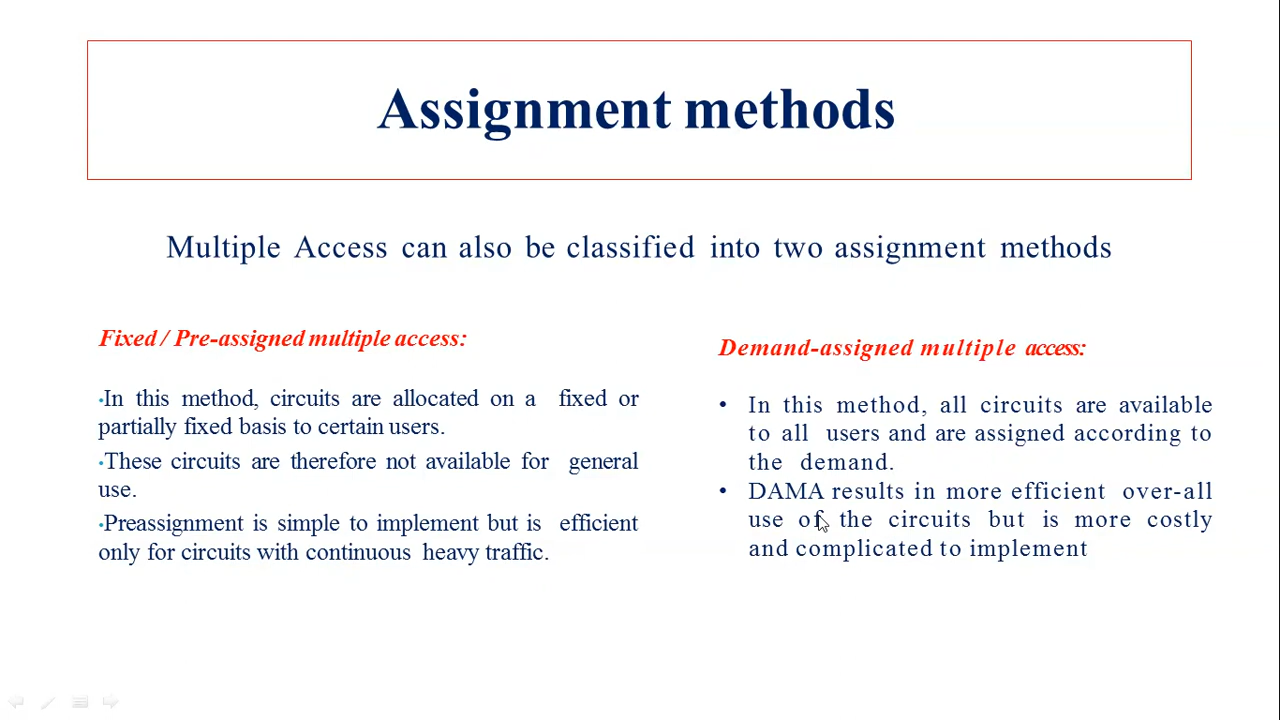 Assignment methods
Multiple Access can also be classified into two assignment methods
Fixed / Pre-assigned multiple access:
•In this method, circuits are allocated on a fixed or
partially fixed basis to certain users.
•These circuits are therefore not available for general
use.
•Preassignment is simple to implement but is efficient
only for circuits with continuous heavy traffic.
Demand-assigned multiple access:
• In this method, all circuits are available
to all users and are assigned according to
the demand.
• DAMA results in more efficient over-all
use of the circuits but is more costly
and complicated to implement